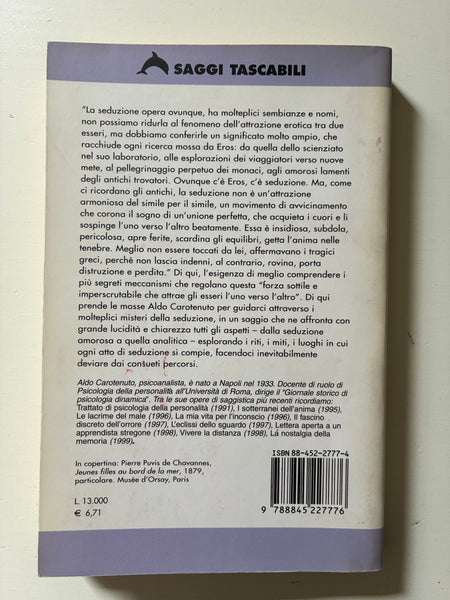 SAGGI TASCABILI
"La seduzione opera ovunque, ha molteplici sembianze e nomi,
non possiamo ridurla al fenomeno dell'attrazione erotica tra due
esseri, ma dobbiamo conferirle un significato molto ampio, che
racchiude ogni ricerca mossa da Eros: da quella dello scienziato
nel suo laboratorio, alle esplorazioni dei viaggiatori verso nuove
mete, al pellegrinaggio perpetuo dei monaci, agli amorosi lamenti
degli antichi trovatori. Ovunque c'è Eros, c'è seduzione. Ma, come
ci ricordano gli antichi, la seduzione non è un'attrazione
armoniosa del simile per il simile, un movimento di avvicinamento
che corona il sogno di un'unione perfetta, che acquieta i cuori e li
sospinge l'uno verso l'altro beatamente. Essa è insidiosa, subdola,
pericolosa, apre ferite, scardina gli equilibri, getta l'anima nelle
tenebre. Meglio non essere toccati da lei, affermavano i tragici
greci, perché non lascia indenni, al contrario, rovina, porta
distruzione e perdita." Di qui, l'esigenza di meglio comprendere i
più segreti meccanismi che regolano questa "forza sottile e
imperscrutabile che attrae gli esseri l'uno verso l'altro". Di qui
prende le mosse Aldo Carotenuto per guidarci attraverso i
molteplici misteri della seduzione, in un saggio che ne affronta con
grande lucidità e chiarezza tutti gli aspetti – dalla seduzione
amorosa a quella analitica – esplorando i riti, i miti, i luoghi in cui
ogni atto di seduzione si compie, facendoci inevitabilmente
deviare dai consueti percorsi.
Aldo Carotenuto, psicoanalista, è nato a Napoli nel 1933. Docente di ruolo di
Psicologia della personalità all'Università di Roma, dirige il "Giornale storico di
psicologia dinamica". Tra le sue opere di saggistica più recenti ricordiamo:
Trattato di psicologia della personalità (1991), I sotterranei dell'anima (1995),
Le lacrime del male (1996), La mia vita per l'inconscio (1996), Il fascino
discreto dell'orrore (1997), L'eclissi dello sguardo (1997), Lettera aperta a un
apprendista stregone (1998), Vivere la distanza (1998), La nostalgia della
memoria (1999).
In copertina: Pierre Puvis de Chavannes,
Jeunes filles au bord de la mer, 1879,
particolare. Musée d'Orsay, Paris
L. 13.000
€ 6,71
ISBN 88-452-2777-4
9 788845 227776